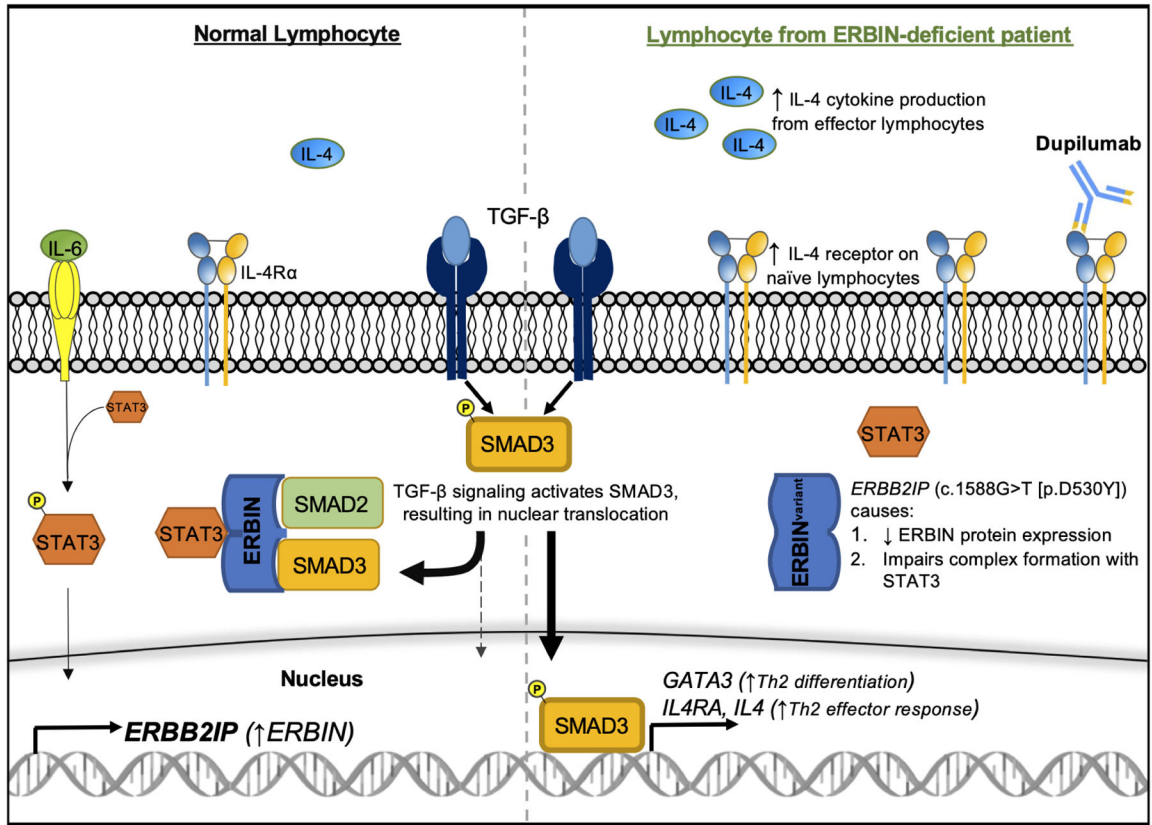 Normal Lymphocyte
Lymphocyte from ERBIN-deficient patient
IL-4
IL-4
IL-4
IL-4
↑ IL-4 cytokine production
from effector lymphocytes
Dupilumab
IL-6
IL-4Rα
TGF-β
↑ IL-4 receptor on
naïve lymphocytes
STAT3
P
STAT3
P
SMAD3
TGF-β signaling activates SMAD3,
resulting in nuclear translocation
STAT3
ERBIN
SMAD2
SMAD3
STAT3
ERBINvariant
ERBB2IP (c.1588G>T [p.D530Y])
causes:
1. ↓ ERBIN protein expression
2. Impairs complex formation with
STAT3
Nucleus
ERBB2IP (↑ERBIN)
P
SMAD3
GATA3 (↑Th2 differentiation)
IL4RA, IL4 (↑Th2 effector response)